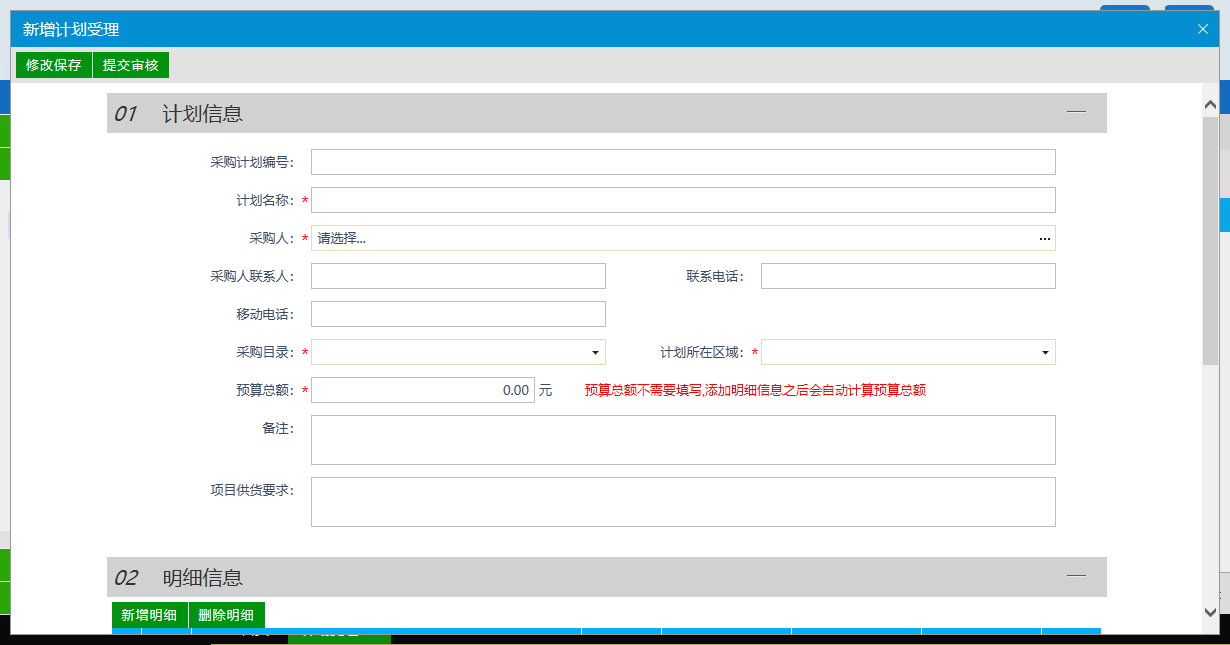 新增计划受理
修改保存 提交审核
01 计划信息
采购计划编号:
计划名称: *
采购人: * 请选择... ...
采购人联系人: 联系电话:
移动电话:
采购目录: * 计划所在区域: *
预算总额: * 0.00 元 预算总额不需要填写,添加明细信息之后会自动计算预算总额
备注:
项目供货要求:
02 明细信息
新增明细 删除明细